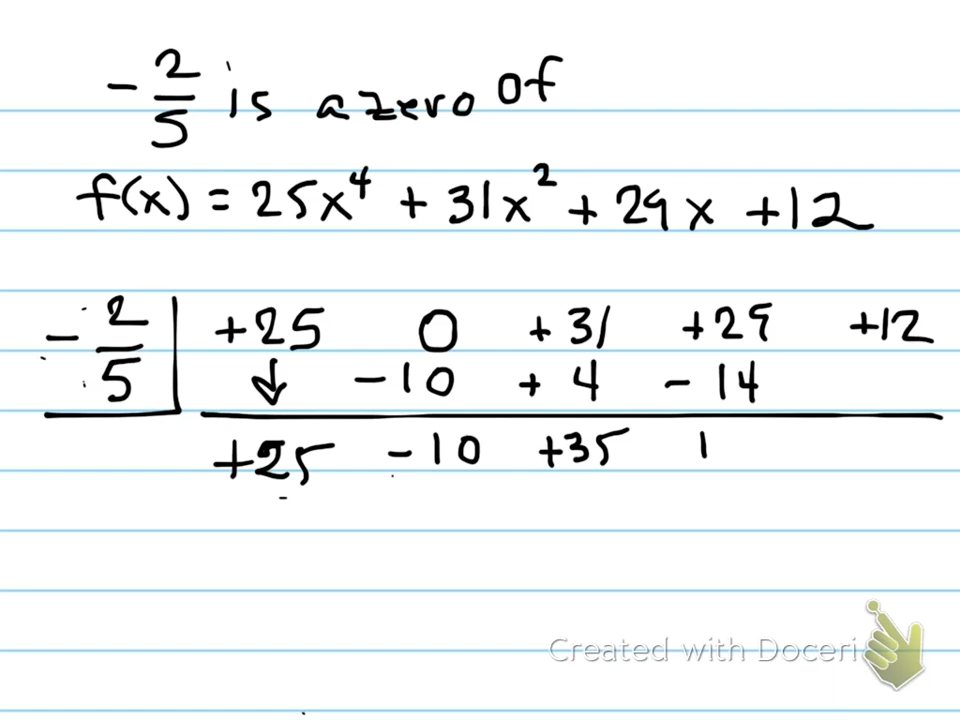 - 2/5 is a zero of
f(x) = 25x⁴ + 31x² + 29x + 12
- 2/5 | +25 0 +31 +29 +12
↓ -10 + 4 - 14
+25 -10 +35 1
Created with Doceri